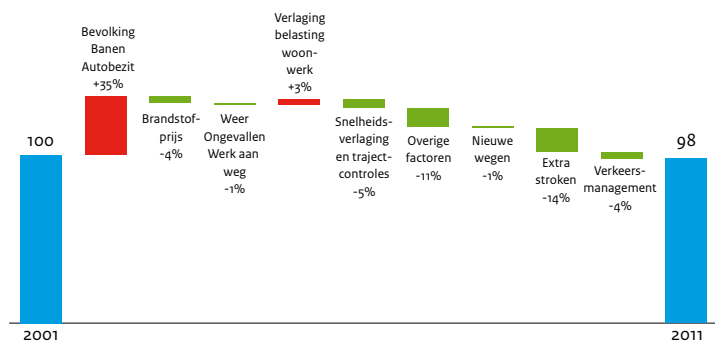 100
Bevolking
Banen
Autobezit
+35%
Brandstof-
prijs
-4%
Weer
Ongevallen
Werk aan
weg
-1%
Verlaging
belasting
woon-
werk
+3%
Snelheids-
verlaging
en traject-
controles
-5%
Overige
factoren
-11%
Nieuwe
wegen
-1%
Extra
stroken
-14%
Verkeers-
management
-4%
98
2001
2011